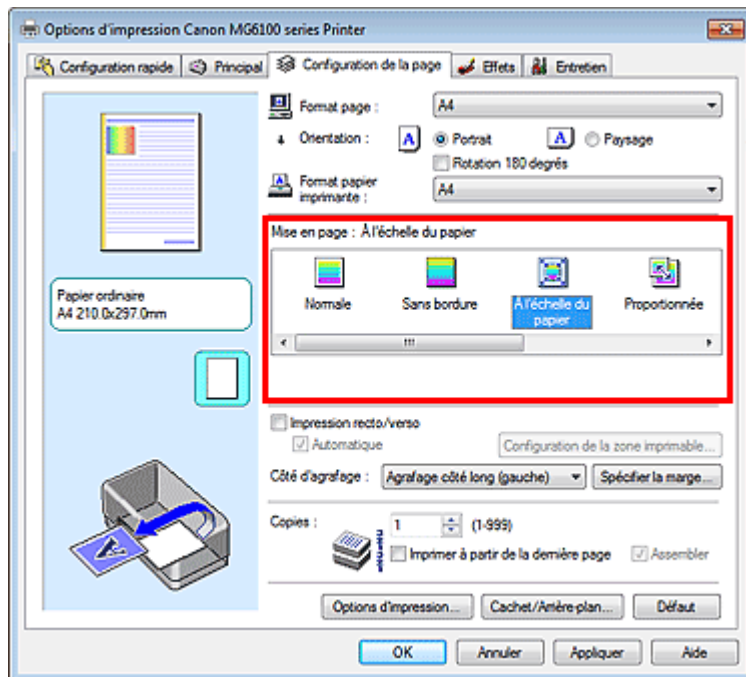 Options d'impression Canon MG6100 series Printer
Configuration rapide Principal Configuration de la page Effets Entretien
Format page : A4
Orientation : A Portrait A Paysage
Rotation 180 degrés
Format papier
imprimante : A4
Mise en page : À l'échelle du papier
Normale Sans bordure À l'échelle du Proportionnée
papier
Papier ordinaire
A4 210.0x297.0mm
Impression recto/verso
Automatique Configuration de la zone imprimable...
Côté d'agrafage : Agrafage côté long (gauche) Spécifier la marge...
Copies : 1 (1-999)
Imprimer à partir de la dernière page Assembler
Options d'impression... Cachet/Arrière-plan... Défaut
OK Annuler Appliquer Aide